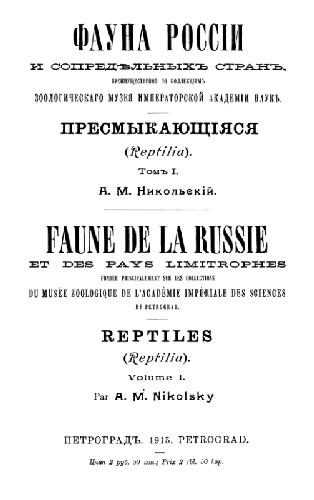 ФАУНА РОССІИ
И СОПРЕДѢЛЬНЫХЪ СТРАНЪ,
ПРЕИМУЩЕСТВЕННО ПО КОЛЛЕКЦІЯМЪ
ЗООЛОГИЧЕСКАГО МУЗЕЯ ИМПЕРАТОРСКОЙ АКАДЕМІИ НАУКЪ.
ПРЕСМЫКАЮЩІЯСЯ
(Reptilia).
Томъ I.
А. М. Никольскій.
FAUNE DE LA RUSSIE
ET DES PAYS LIMITROPHES
FONDÉE PRINCIPALEMENT SUR LES COLLECTIONS
DU MUSÉE ZOOLOGIQUE DE L'ACADÉMIE IMPÉRIALE DES SCIENCES
DE PETROGRAD.
REPTILES
(Reptilia).
Volume I.
Par A. M. Nikolsky
ПЕТРОГРАДЪ. 1915. PETROGRAD.
Цѣна 2 руб. 50 коп.; Prix 2 rbl. 50 kop.